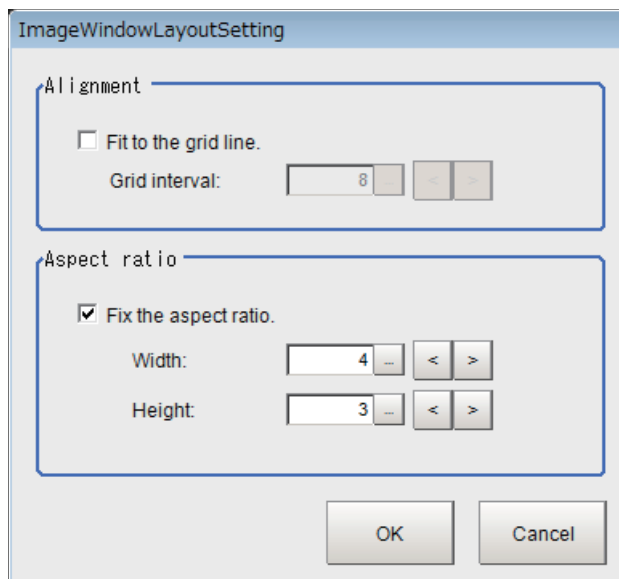 ImageWindowLayoutSetting
Alignment
Fit to the grid line.
Grid interval: 8 ... < >
Aspect ratio
Fix the aspect ratio.
Width: 4 ... < >
Height: 3 ... < >
OK Cancel